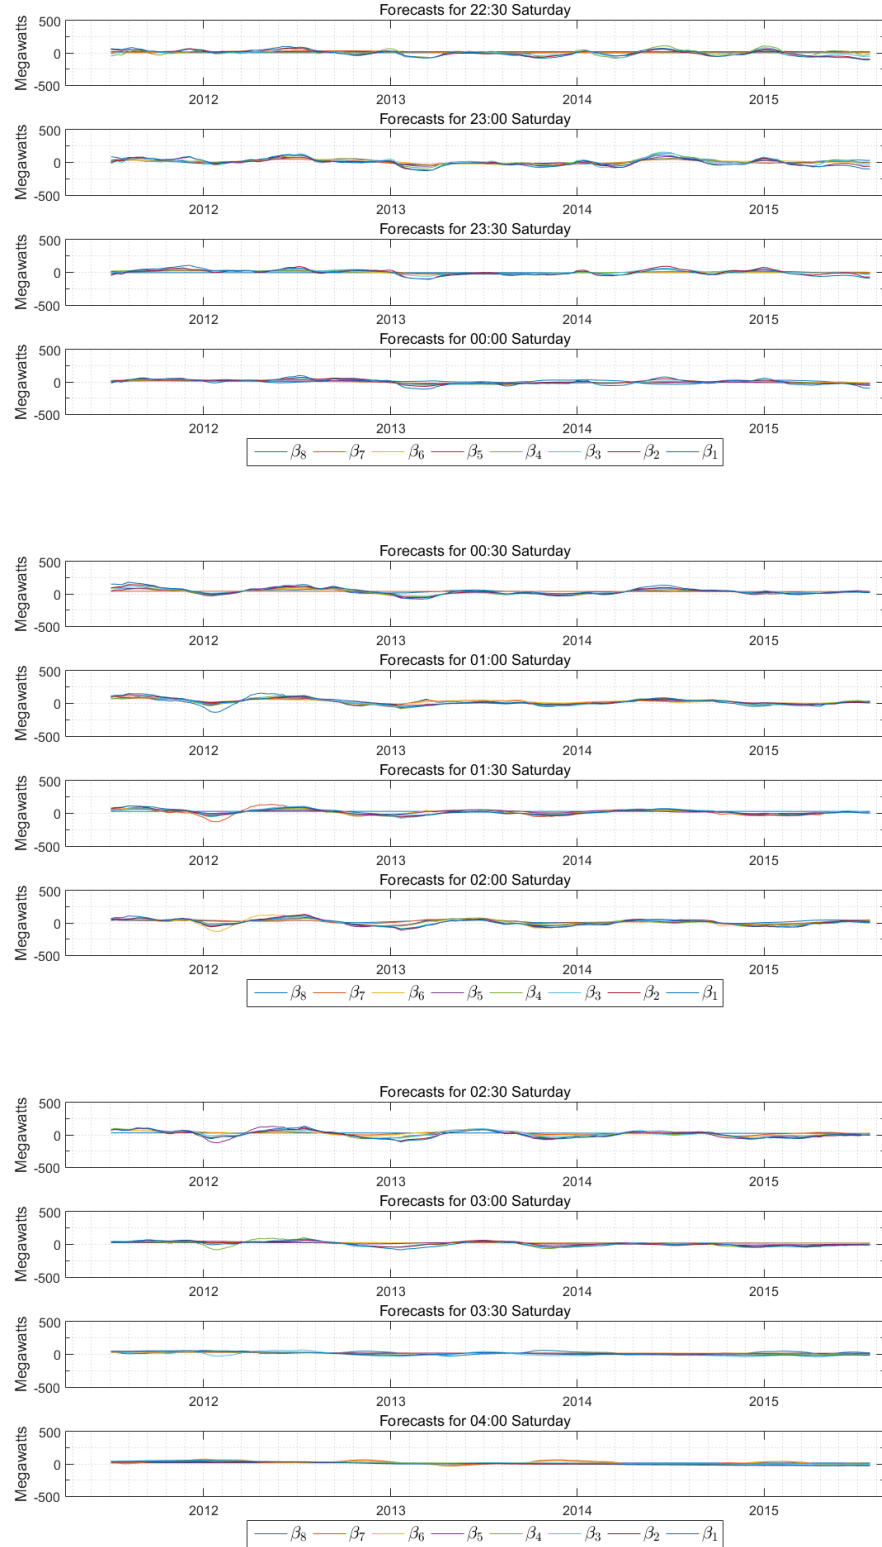 Forecasts for 22:30 Saturday
Megawatts
500
0
-500
2012 2013 2014 2015
Forecasts for 23:00 Saturday
Megawatts
500
0
-500
2012 2013 2014 2015
Forecasts for 23:30 Saturday
Megawatts
500
0
-500
2012 2013 2014 2015
Forecasts for 00:00 Saturday
Megawatts
500
0
-500
2012 2013 2014 2015
β8 β7 β6 β5 β4 β3 β2 β1
Forecasts for 00:30 Saturday
Megawatts
500
0
-500
2012 2013 2014 2015
Forecasts for 01:00 Saturday
Megawatts
500
0
-500
2012 2013 2014 2015
Forecasts for 01:30 Saturday
Megawatts
500
0
-500
2012 2013 2014 2015
Forecasts for 02:00 Saturday
Megawatts
500
0
-500
2012 2013 2014 2015
β8 β7 β6 β5 β4 β3 β2 β1
Forecasts for 02:30 Saturday
Megawatts
500
0
-500
2012 2013 2014 2015
Forecasts for 03:00 Saturday
Megawatts
500
0
-500
2012 2013 2014 2015
Forecasts for 03:30 Saturday
Megawatts
500
0
-500
2012 2013 2014 2015
Forecasts for 04:00 Saturday
Megawatts
500
0
-500
2012 2013 2014 2015
β8 β7 β6 β5 β4 β3 β2 β1